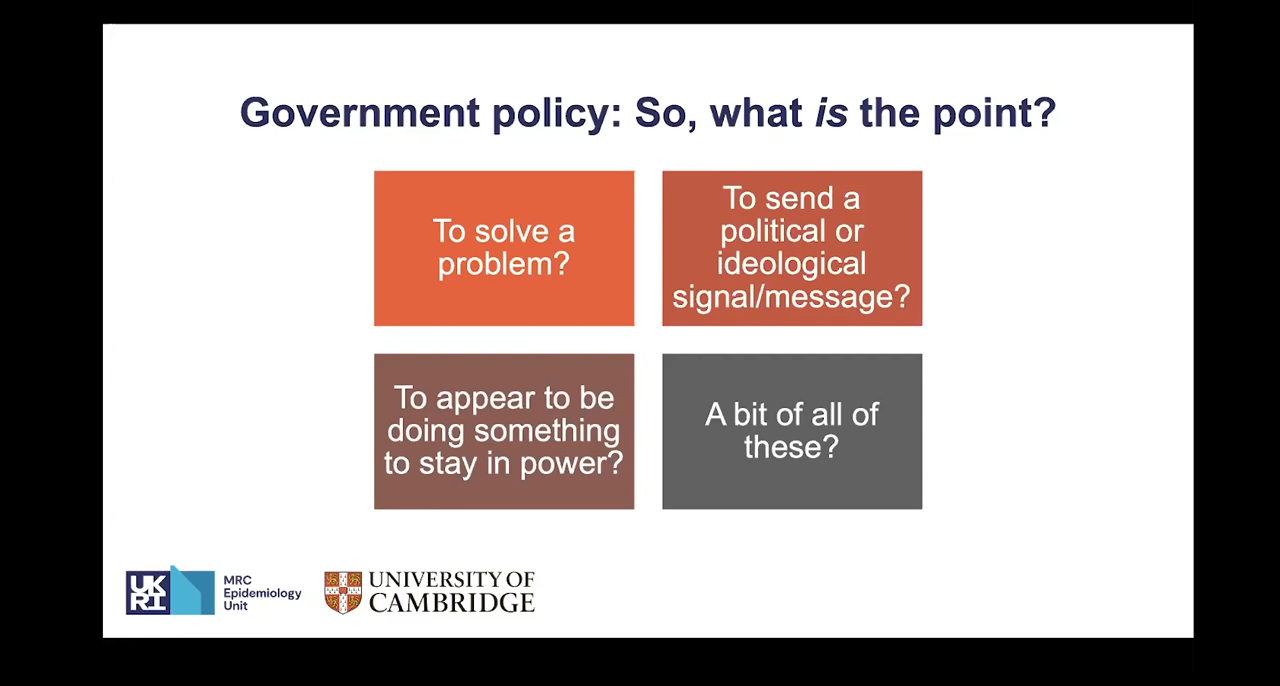 Government policy: So, what is the point?
To solve a
problem?
To send a
political or
ideological
signal/message?
To appear to be
doing something
to stay in power?
A bit of all of
these?
UK
RI
MRC
Epidemiology
Unit
UNIVERSITY OF
CAMBRIDGE